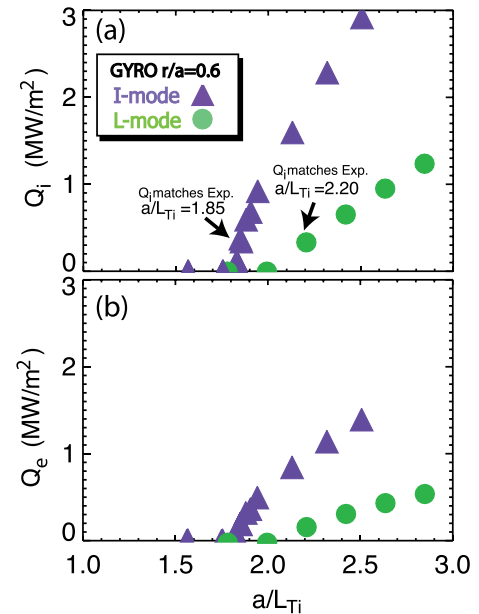 3
(a)
GYRO r/a=0.6
I-mode
L-mode
2
Qi (MW/m²)
Qi matches Exp.
a/LTi =2.20
Qi matches Exp.
a/LTi =1.85
1
0
3
(b)
2
Qe (MW/m²)
1
0
1.0 1.5 2.0 2.5 3.0
a/LTi